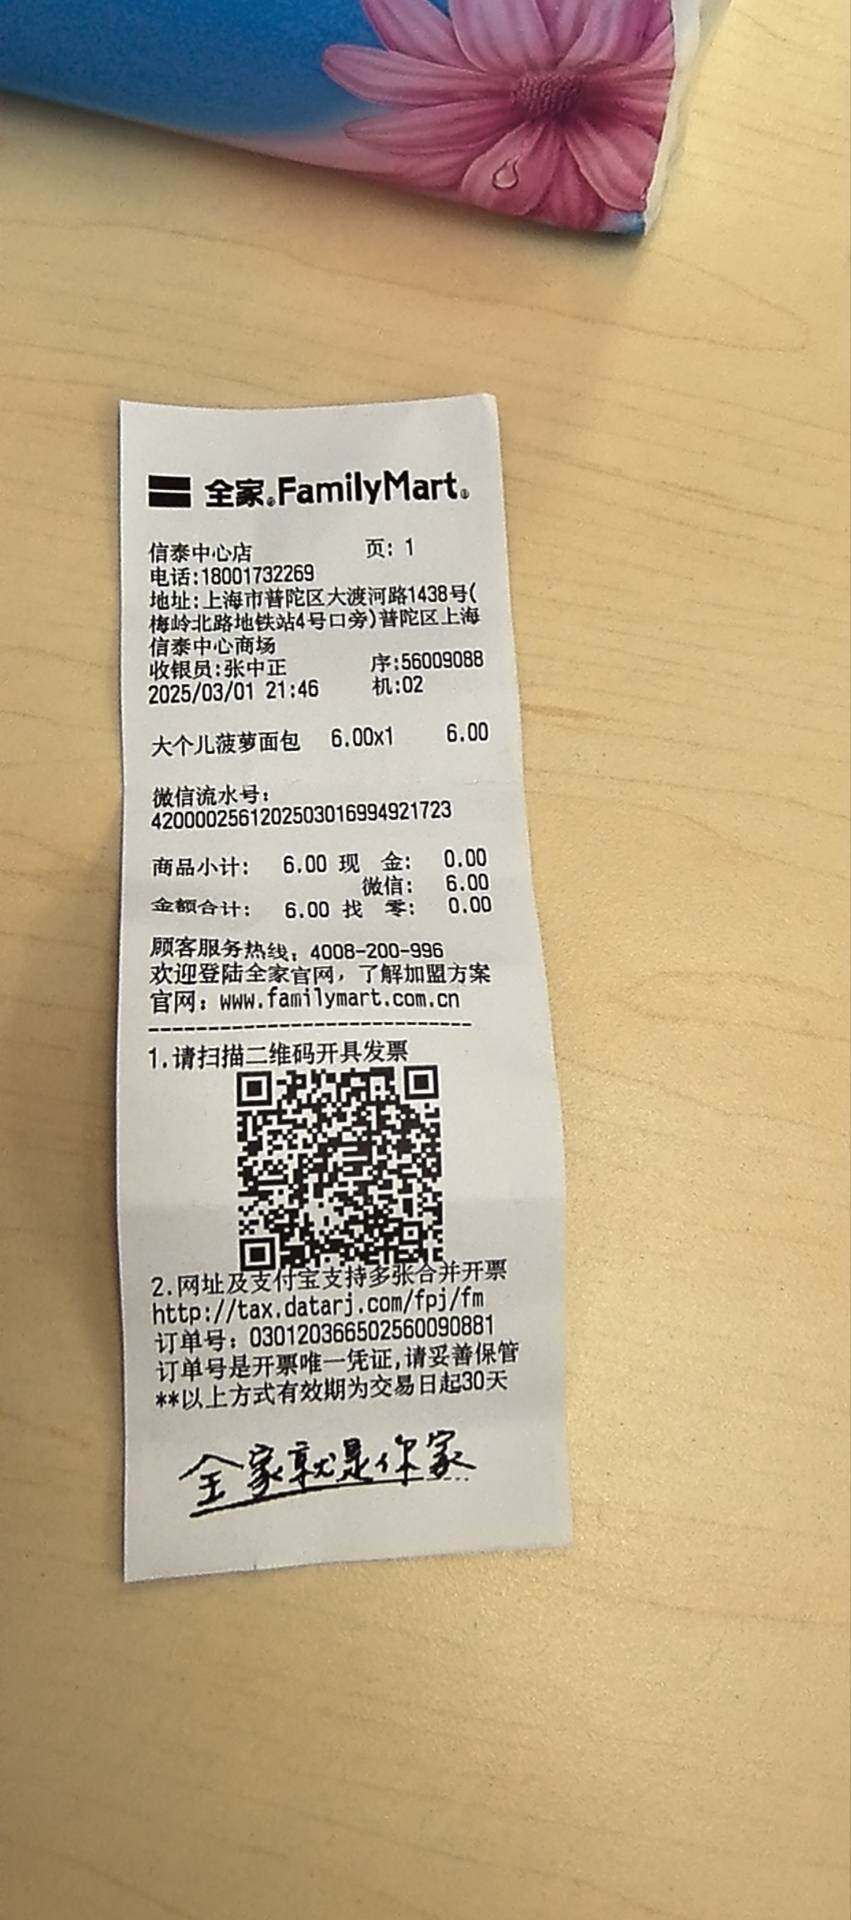 全家 FamilyMart
信泰中心店 页: 1
电话:18001732269
地址:上海市普陀区大渡河路1438号(
梅岭北路地铁站4号口旁)普陀区上海
信泰中心商场
收银员:张中正 序:56009088
2025/03/01 21:46 机:02
大个儿菠萝面包 6.00x1 6.00
微信流水号:
4200002561202503016994921723
商品小计: 6.00 现 金: 0.00
微信: 6.00
金额合计: 6.00 找 零: 0.00
顾客服务热线: 4008-200-996
欢迎登陆全家官网，了解加盟方案
官网: www.familymart.com.cn
----------------------------
1.请扫描二维码开具发票
2.网址及支付宝支持多张合并开票
http://tax.datarj.com/fpj/fm
订单号: 030120366502560090881
订单号是开票唯一凭证,请妥善保管
**以上方式有效期为交易日起30天
全家就是你家